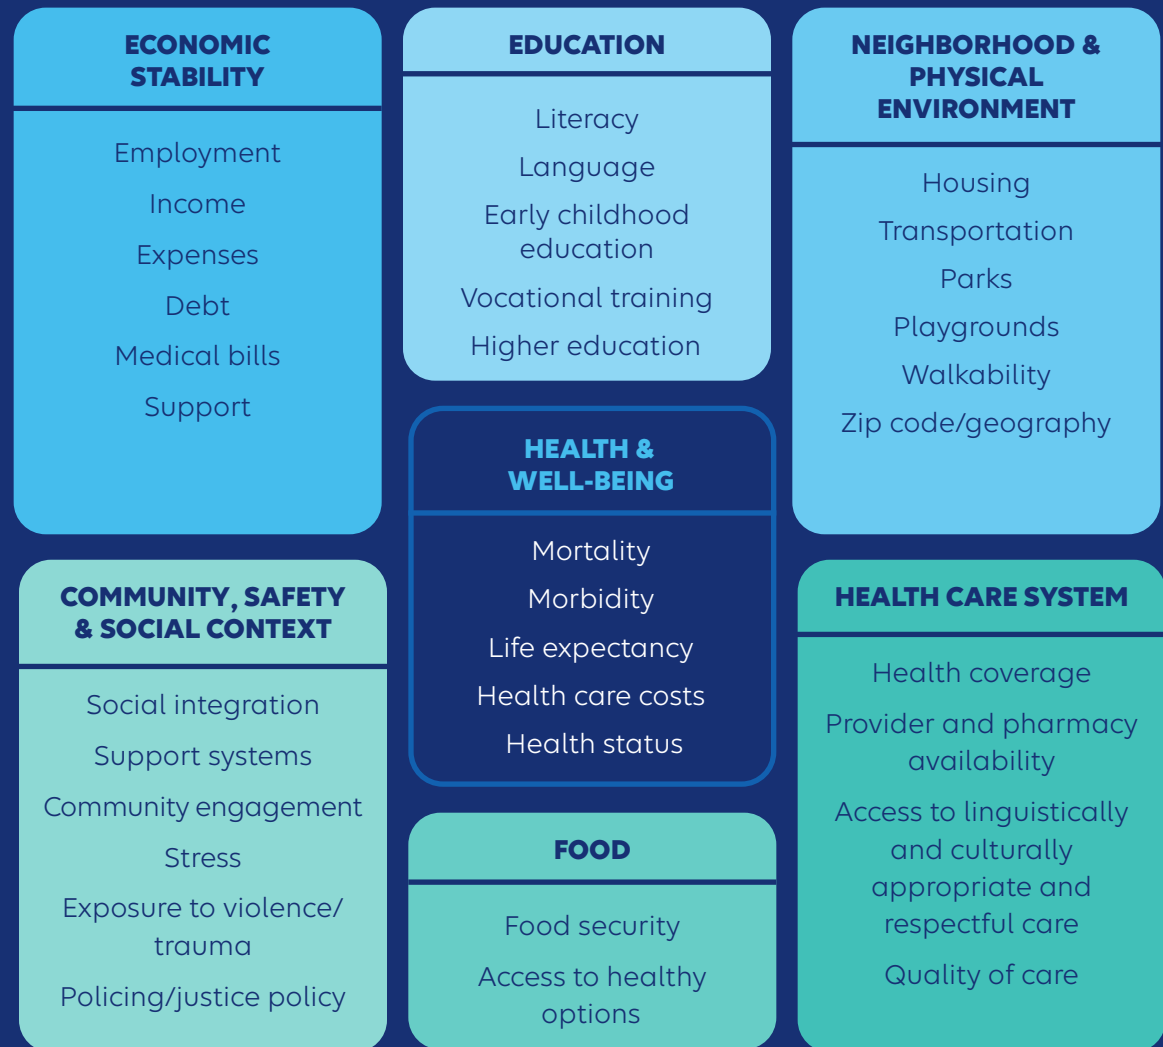 ECONOMIC
STABILITY
Employment
Income
Expenses
Debt
Medical bills
Support
EDUCATION
Literacy
Language
Early childhood
education
Vocational training
Higher education
NEIGHBORHOOD &
PHYSICAL
ENVIRONMENT
Housing
Transportation
Parks
Playgrounds
Walkability
Zip code/geography
HEALTH &
WELL-BEING
Mortality
Morbidity
Life expectancy
Health care costs
Health status
COMMUNITY, SAFETY
& SOCIAL CONTEXT
Social integration
Support systems
Community engagement
Stress
Exposure to violence/
trauma
Policing/justice policy
FOOD
Food security
Access to healthy
options
HEALTH CARE SYSTEM
Health coverage
Provider and pharmacy
availability
Access to linguistically
and culturally
appropriate and
respectful care
Quality of care